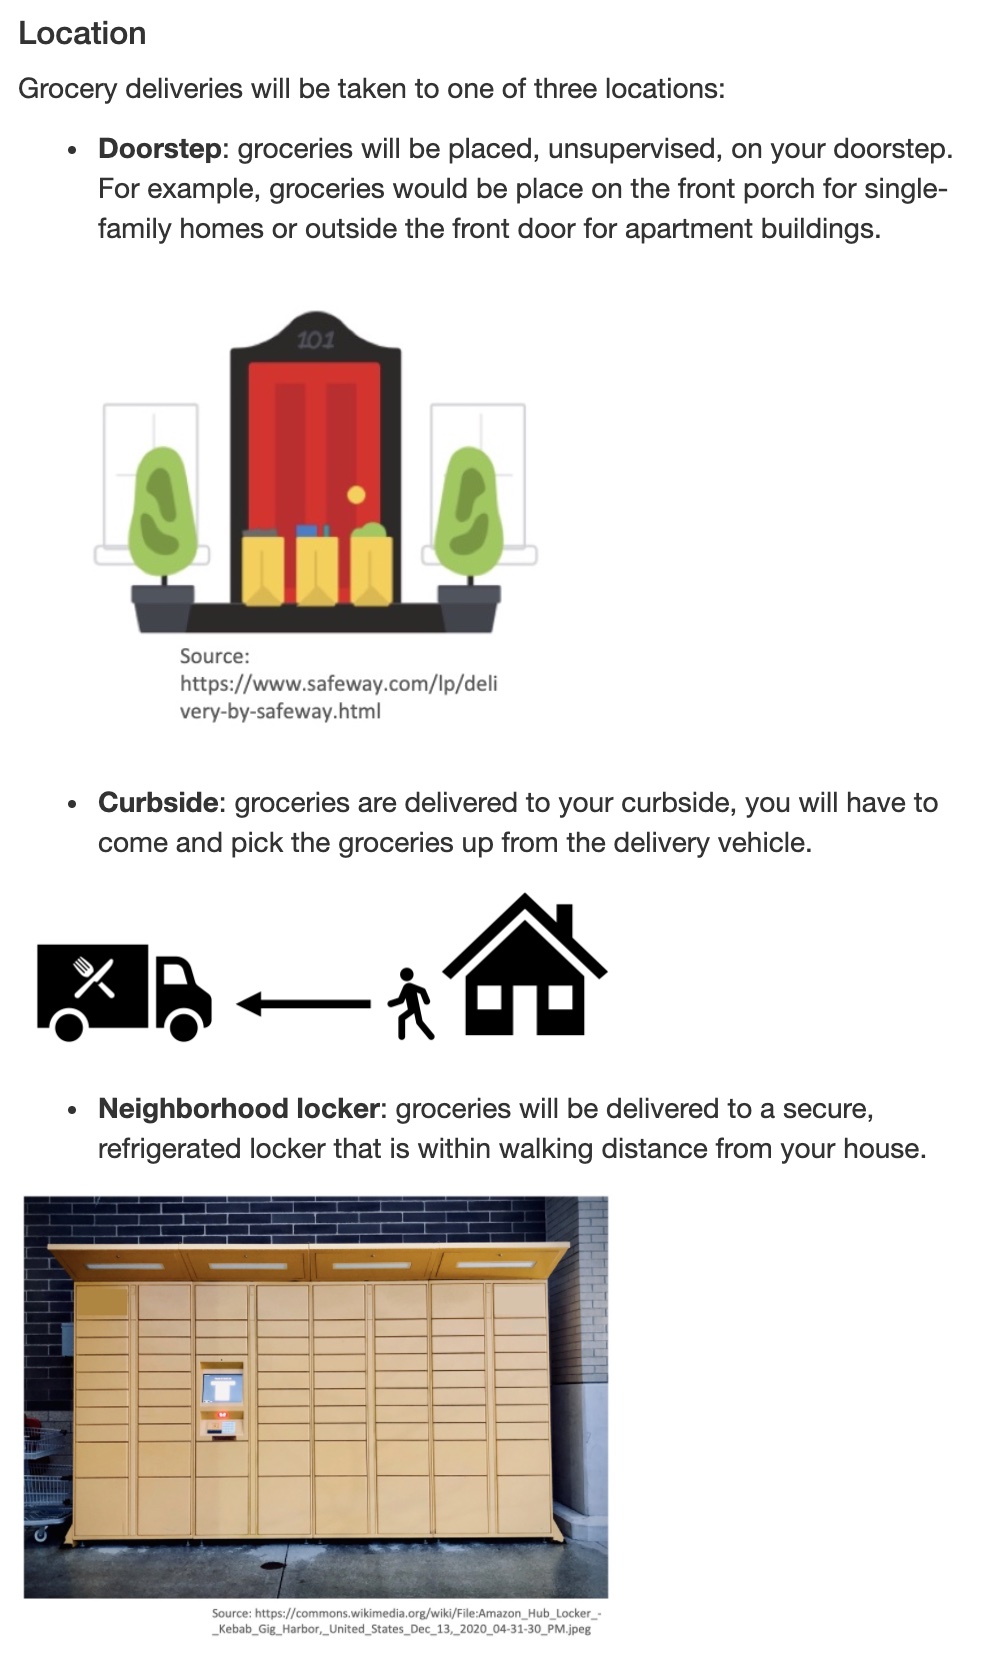 Location
Grocery deliveries will be taken to one of three locations:
• Doorstep: groceries will be placed, unsupervised, on your doorstep.
For example, groceries would be place on the front porch for single-
family homes or outside the front door for apartment buildings.
101
Source:
https://www.safeway.com/lp/deli
very-by-safeway.html
• Curbside: groceries are delivered to your curbside, you will have to
come and pick the groceries up from the delivery vehicle.
• Neighborhood locker: groceries will be delivered to a secure,
refrigerated locker that is within walking distance from your house.
Source: https://commons.wikimedia.org/wiki/File:Amazon_Hub_Locker_-
_Kebab_Gig_Harbor,_United_States_Dec_13,_2020_04-31-30_PM.jpeg